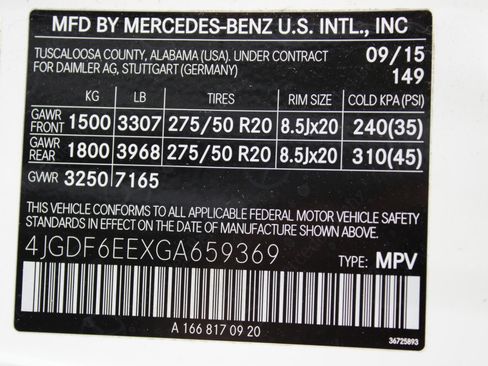 MFD BY MERCEDES-BENZ U.S. INTL., INC
TUSCALOOSA COUNTY, ALABAMA (USA). UNDER CONTRACT 09/15
FOR DAIMLER AG, STUTTGART (GERMANY) 149
KG LB TIRES RIM SIZE COLD KPA (PSI)
GAWR FRONT 1500 3307 275/50 R20 8.5Jx20 240(35)
GAWR REAR 1800 3968 275/50 R20 8.5Jx20 310(45)
GVWR 3250 7165
THIS VEHICLE CONFORMS TO ALL APPLICABLE FEDERAL MOTOR VEHICLE SAFETY
STANDARDS IN EFFECT ON THE DATE OF MANUFACTURE SHOWN ABOVE.
4JGDF6EEXGA659369 TYPE: MPV
A 166 817 09 20
36725893